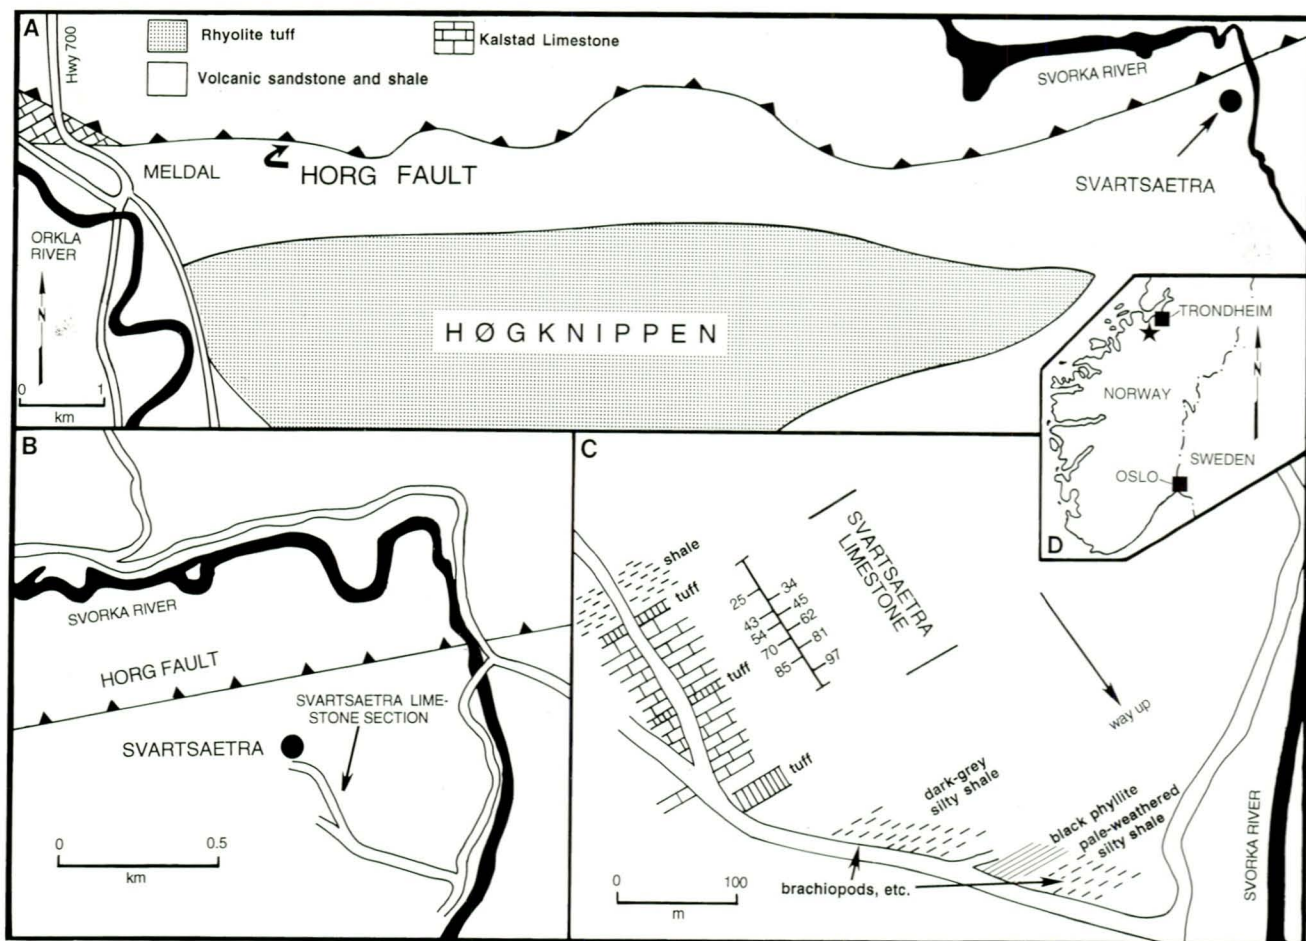 A
Hwy 700
Rhyolite tuff
Kalstad Limestone
Volcanic sandstone and shale
SVORKA RIVER
MELDAL
HORG FAULT
SVARTSAETRA
ORKLA
RIVER
N
0 1
km
HØGKNIPPEN
TRONDHEIM
N
NORWAY
SWEDEN
OSLO
D
B
SVORKA RIVER
HORG FAULT
SVARTSAETRA LIME-
STONE SECTION
SVARTSAETRA
0 0.5
km
C
shale
tuff
tuff
tuff
25
34
43
45
54
62
70
81
85
97
SVARTSAETRA
LIMESTONE
way up
dark-grey
silty shale
black phyllite
pale-weathered
silty shale
brachiopods, etc.
0 100
m
SVORKA RIVER